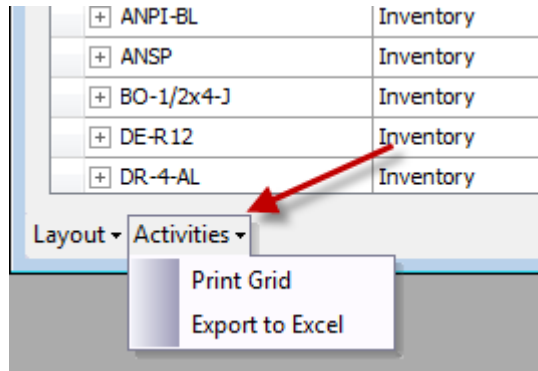 ANPI-BL Inventory
ANSP Inventory
BO-1/2x4-J Inventory
DE-R12 Inventory
DR-4-AL Inventory
Layout Activities
Print Grid
Export to Excel